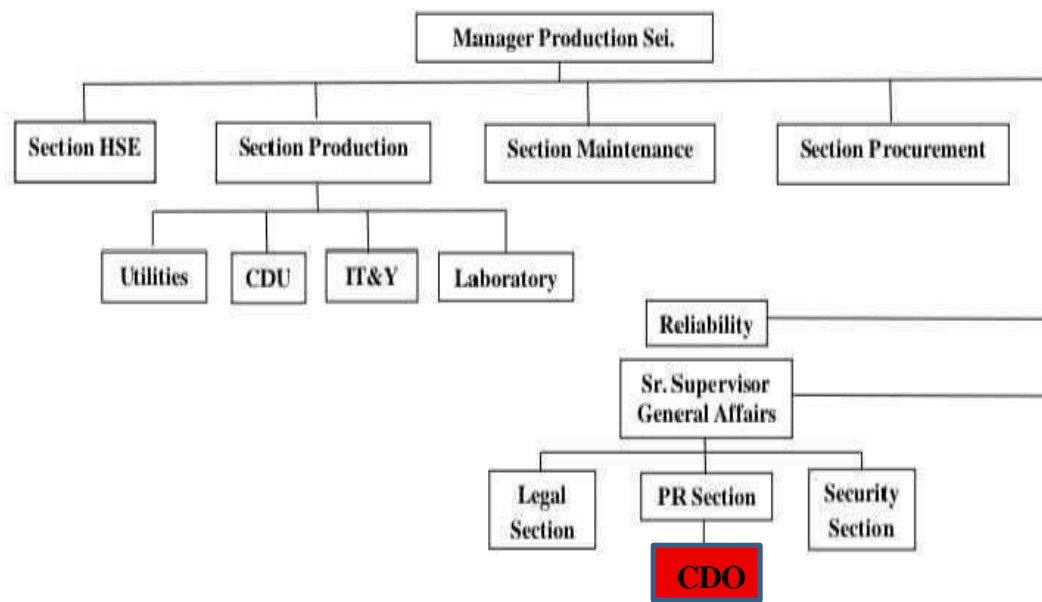 Manager Production Sei.
Section HSE
Section Production
Section Maintenance
Section Procurement
Utilities
CDU
IT&Y
Laboratory
Reliability
Sr. Supervisor
General Affairs
Legal
Section
PR Section
Security
Section
CDO